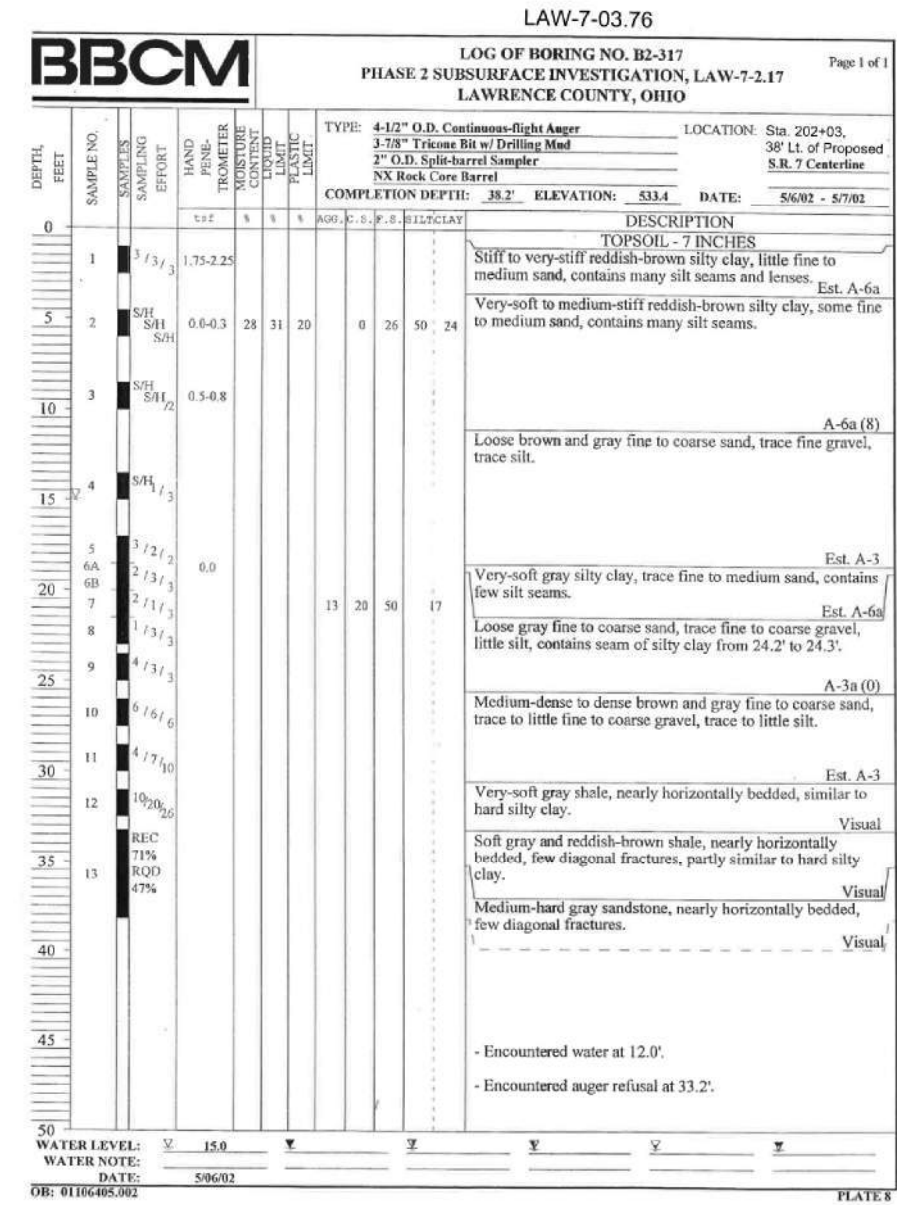 LAW-7-03.76
BBCM
LOG OF BORING NO. B2-317
PHASE 2 SUBSURFACE INVESTIGATION, LAW-7-2.17
LAWRENCE COUNTY, OHIO
Page 1 of 1
DEPTH, FEET
SAMPLE NO.
SAMPLES
SAMPLING EFFORT
HAND PENE-TROMETER
MOISTURE CONTENT
LIQUID LIMIT
PLASTIC LIMIT
TYPE: 4-1/2" O.D. Continuous-flight Auger
3-7/8" Tricone Bit w/ Drilling Mud
2" O.D. Split-barrel Sampler
NX Rock Core Barrel
LOCATION: Sta. 202+03,
38' Lt. of Proposed
S.R. 7 Centerline
COMPLETION DEPTH: 38.2' ELEVATION: 533.4 DATE: 5/6/02 - 5/7/02
tsf % % % AGG. C.S. F.S. SILT CLAY DESCRIPTION
0
TOPSOIL - 7 INCHES
1 3/3/3 1.75-2.25
Stiff to very-stiff reddish-brown silty clay, little fine to
medium sand, contains many silt seams and lenses.
Est. A-6a
5 2 S/H S/H S/H 0.0-0.3 28 31 20 0 26 50 24
Very-soft to medium-stiff reddish-brown silty clay, some fine
to medium sand, contains many silt seams.
3 S/H S/H/2 0.5-0.8
10
A-6a (8)
Loose brown and gray fine to coarse sand, trace fine gravel,
trace silt.
4 S/H1/3
15
5 3/2/2
Est. A-3
6A 2/3/3 0.0
6B
Very-soft gray silty clay, trace fine to medium sand, contains
few silt seams.
20
7 2/1/3 13 20 50 17
Est. A-6a
8 1/3/3
Loose gray fine to coarse sand, trace fine to coarse gravel,
little silt, contains seam of silty clay from 24.2' to 24.3'.
9 4/3/3
25
A-3a (0)
10 6/6/6
Medium-dense to dense brown and gray fine to coarse sand,
trace to little fine to coarse gravel, trace to little silt.
11 4/7/10
30
Est. A-3
12 10/20/26
Very-soft gray shale, nearly horizontally bedded, similar to
hard silty clay.
Visual
13 REC
71%
RQD
47%
35
Soft gray and reddish-brown shale, nearly horizontally
bedded, few diagonal fractures, partly similar to hard silty
clay.
Visual
Medium-hard gray sandstone, nearly horizontally bedded,
few diagonal fractures.
Visual
40
45
- Encountered water at 12.0'.
- Encountered auger refusal at 33.2'.
50
WATER LEVEL: 15.0
WATER NOTE:
DATE: 5/06/02
OB: 01106405.002
PLATE 8